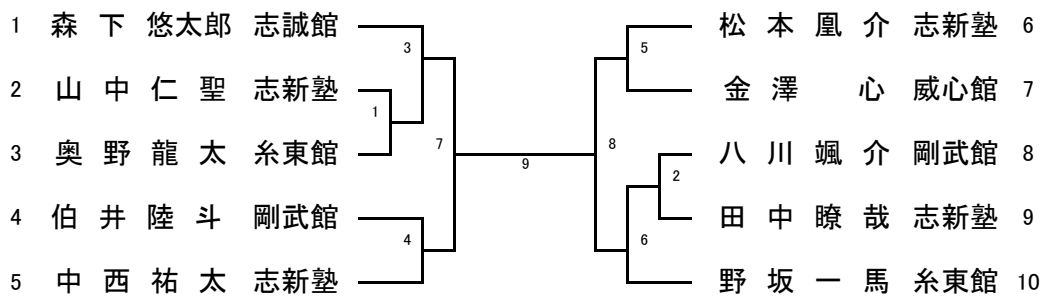 1 森 下 悠太郎 志誠館
2 山 中 仁 聖 志新塾
3 奥 野 龍 太 糸東館
4 伯 井 陸 斗 剛武館
5 中 西 祐 太 志新塾
3
1
7
4
9
松 本 凰 介 志新塾 6
金 澤 心 威心館 7
八 川 颯 介 剛武館 8
田 中 瞭 哉 志新塾 9
野 坂 一 馬 糸東館 10
5
8
2
6